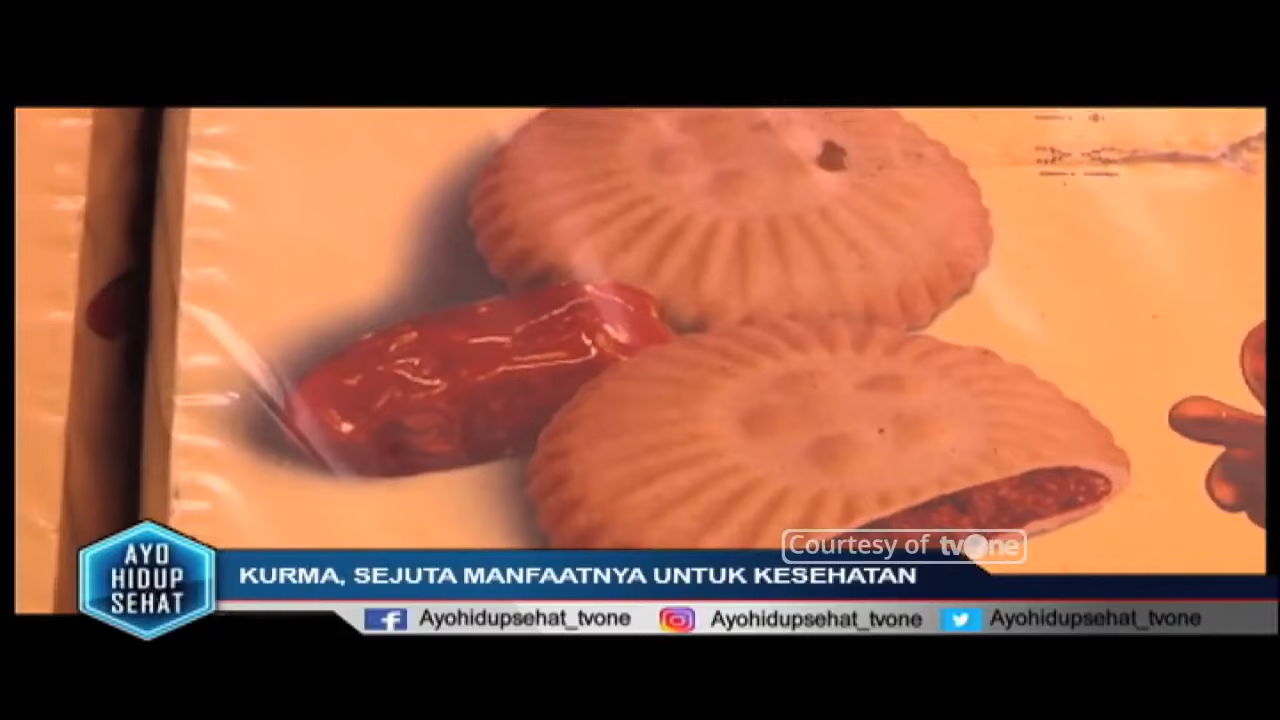 Courtesy of tvOne
AYO
HIDUP
SEHAT
KURMA, SEJUTA MANFAATNYA UNTUK KESEHATAN
Ayohidupsehat_tvone
Ayohidupsehat_tvone
Ayohidupsehat_tvone